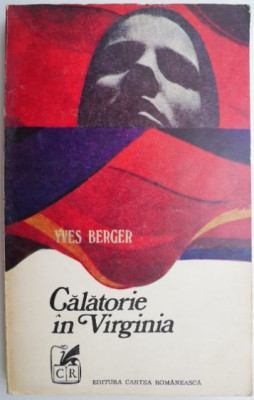 YVES BERGER
Călătorie
în Virginia
CR
EDITURA CARTEA ROMÂNEASCĂ